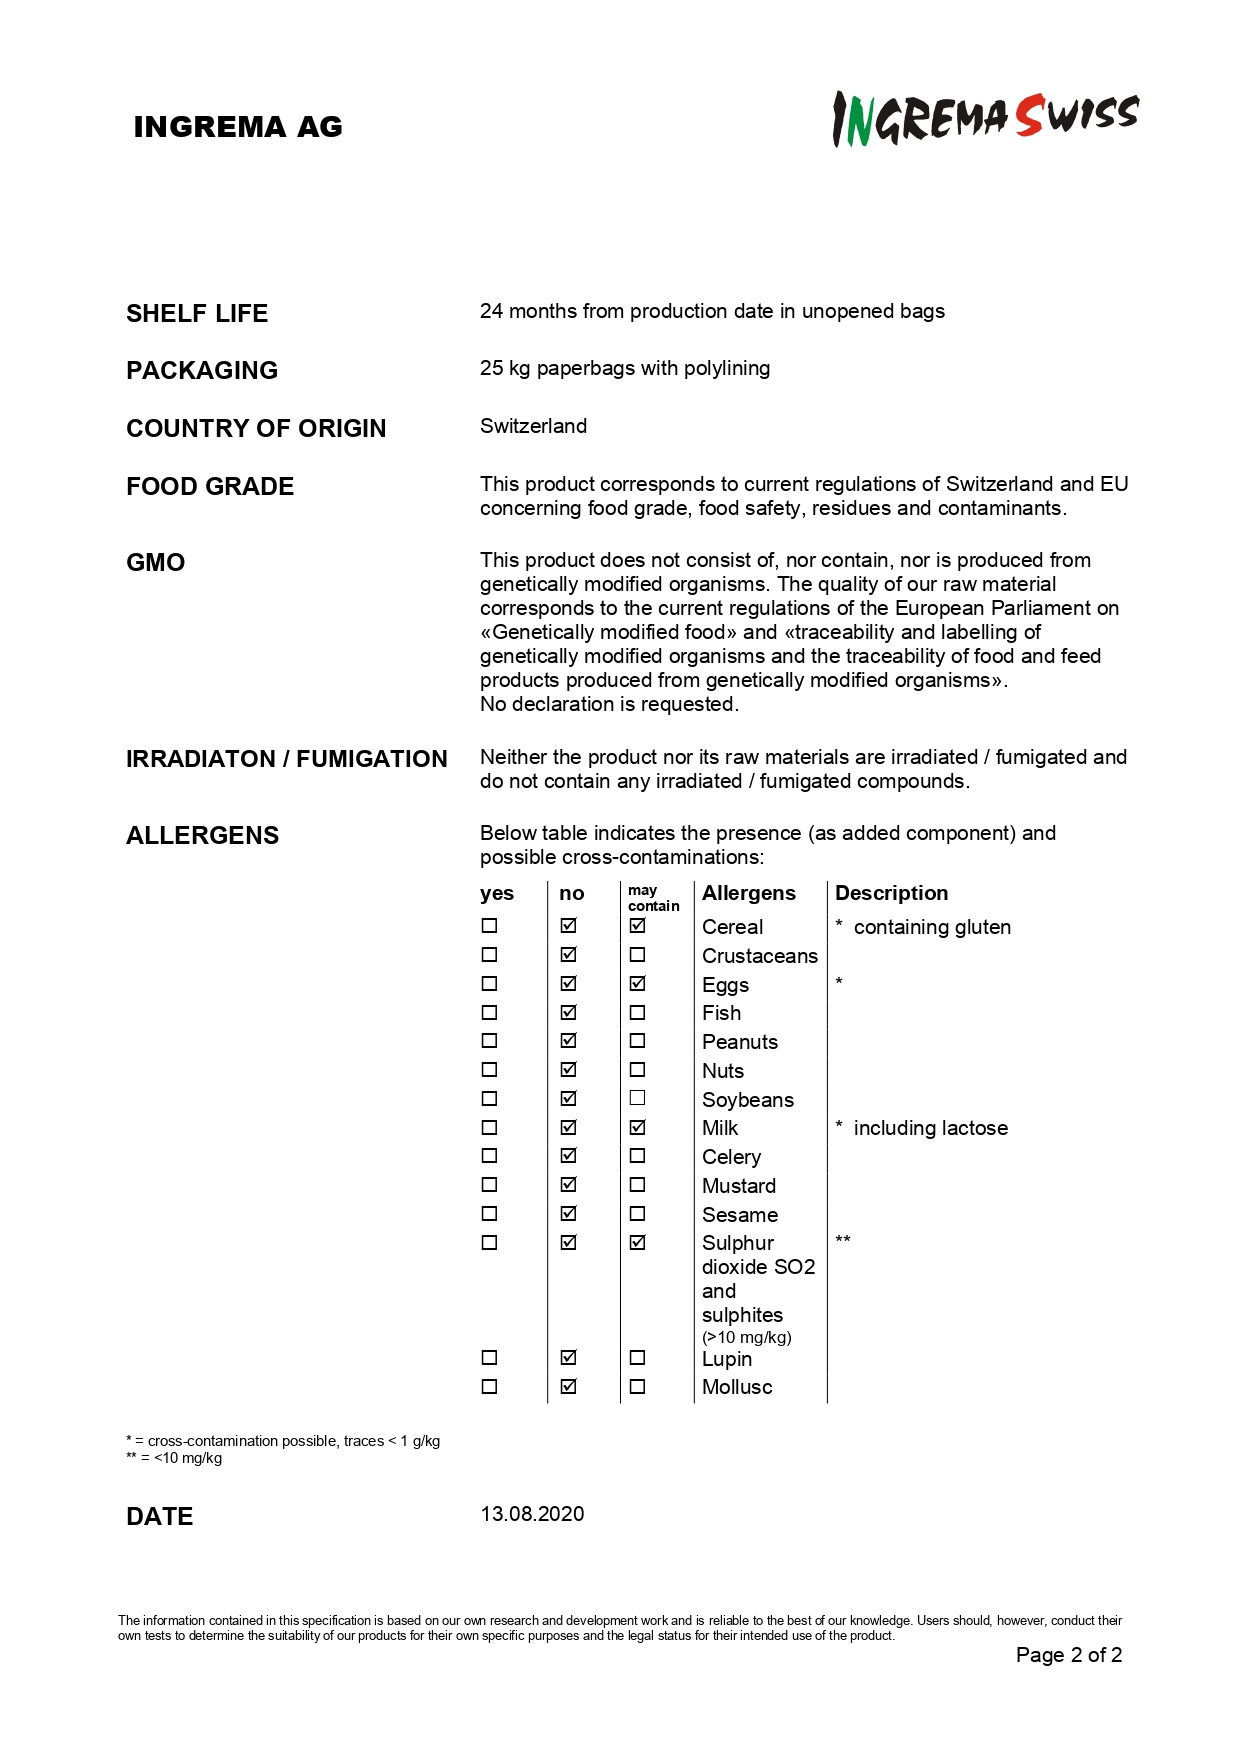 INGREMA AG
INGREMA SWISS
SHELF LIFE 24 months from production date in unopened bags
PACKAGING 25 kg paperbags with polylining
COUNTRY OF ORIGIN Switzerland
FOOD GRADE This product corresponds to current regulations of Switzerland and EU
concerning food grade, food safety, residues and contaminants.
GMO This product does not consist of, nor contain, nor is produced from
genetically modified organisms. The quality of our raw material
corresponds to the current regulations of the European Parliament on
«Genetically modified food» and «traceability and labelling of
genetically modified organisms and the traceability of food and feed
products produced from genetically modified organisms».
No declaration is requested.
IRRADIATON / FUMIGATION Neither the product nor its raw materials are irradiated / fumigated and
do not contain any irradiated / fumigated compounds.
ALLERGENS Below table indicates the presence (as added component) and
possible cross-contaminations:
yes no may contain Allergens Description
☐ ☑ ☑ Cereal * containing gluten
☐ ☑ ☐ Crustaceans
☐ ☑ ☑ Eggs *
☐ ☑ ☐ Fish
☐ ☑ ☐ Peanuts
☐ ☑ ☐ Nuts
☐ ☑ ☐ Soybeans
☐ ☑ ☑ Milk * including lactose
☐ ☑ ☐ Celery
☐ ☑ ☐ Mustard
☐ ☑ ☐ Sesame
☐ ☑ ☑ Sulphur **
dioxide SO2
and
sulphites
(>10 mg/kg)
☐ ☑ ☐ Lupin
☐ ☑ ☐ Mollusc
* = cross-contamination possible, traces < 1 g/kg
** = <10 mg/kg
DATE 13.08.2020
The information contained in this specification is based on our own research and development work and is reliable to the best of our knowledge. Users should, however, conduct their
own tests to determine the suitability of our products for their own specific purposes and the legal status for their intended use of the product.
Page 2 of 2